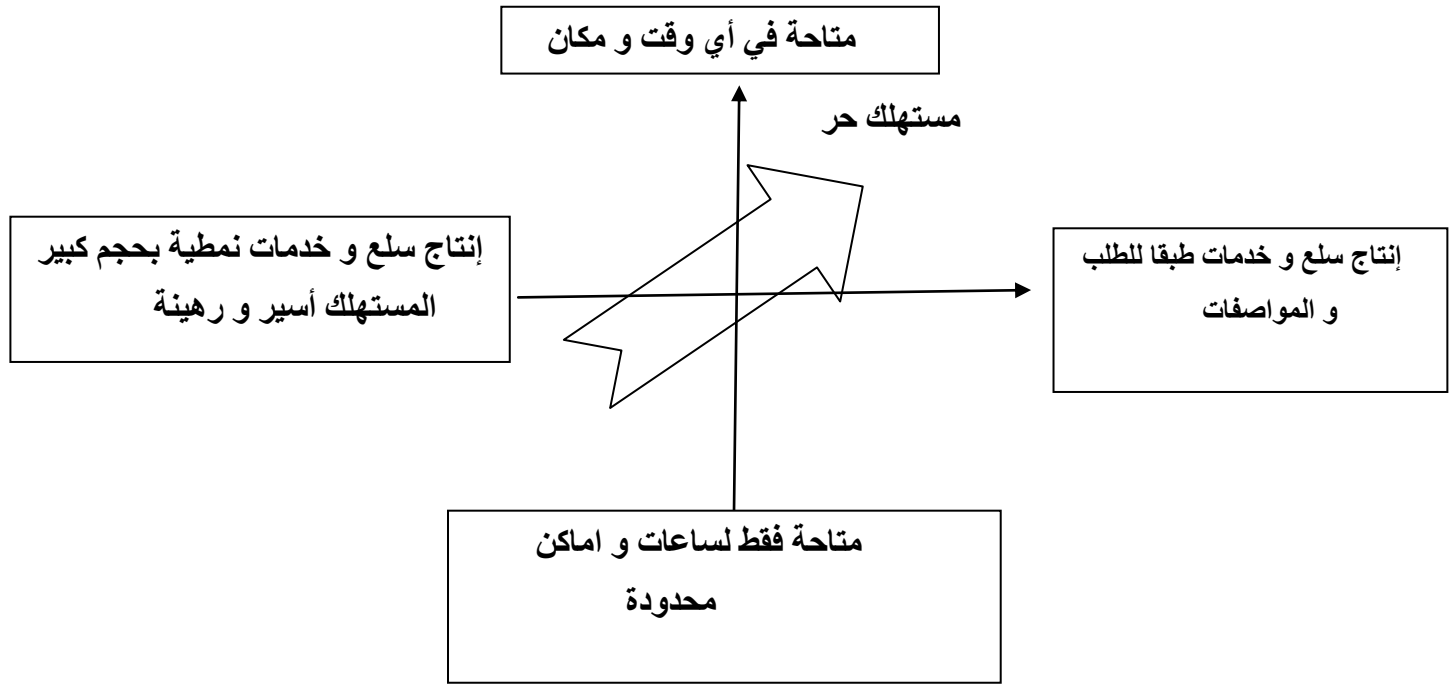 متاحة في أي وقت و مكان
مستهلك حر
إنتاج سلع و خدمات نمطية بحجم كبير
المستهلك أسير و رهينة
إنتاج سلع و خدمات طبقا للطلب
و المواصفات
متاحة فقط لساعات و اماكن
محدودة